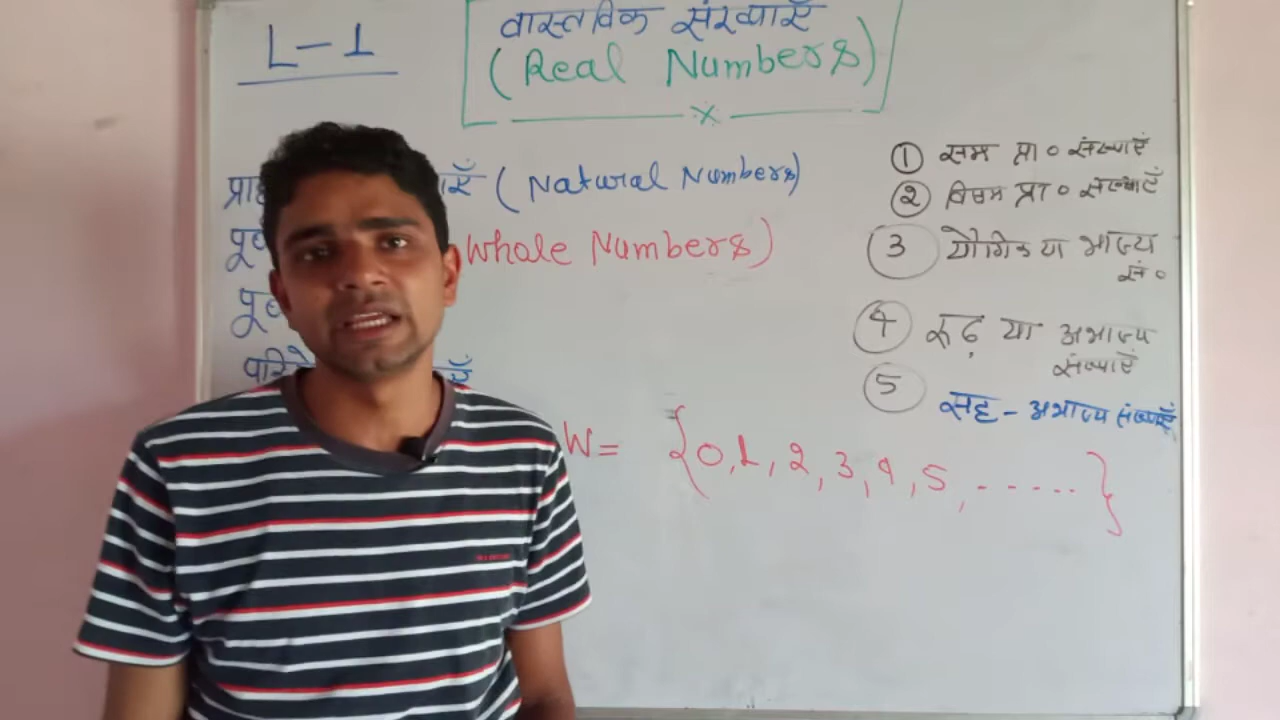 L-1
वास्तविक संख्याएँ
(Real Numbers)
(Natural Numbers)
(Whole Numbers)
① सम प्रा० संख्याएँ
② विषम प्रा० संख्याएँ
③ यौगिक या भाज्य
सं०
④ रूढ़ या अभाज्य
संख्याएँ
⑤ सह-अभाज्य संख्याएँ
W = {0,1,2,3,4,5,......}